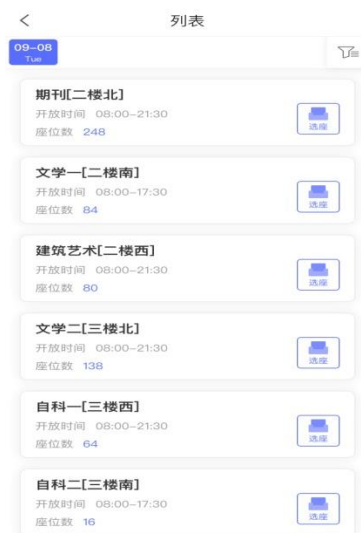 列表
09-08
Tue
期刊[二楼北]
开放时间 08:00-21:30
座位数 248
选座
文学一[二楼南]
开放时间 08:00-17:30
座位数 84
选座
建筑艺术[二楼西]
开放时间 08:00-21:30
座位数 80
选座
文学二[三楼北]
开放时间 08:00-21:30
座位数 138
选座
自科一[三楼西]
开放时间 08:00-21:30
座位数 64
选座
自科二[三楼南]
开放时间 08:00-17:30
座位数 16
选座